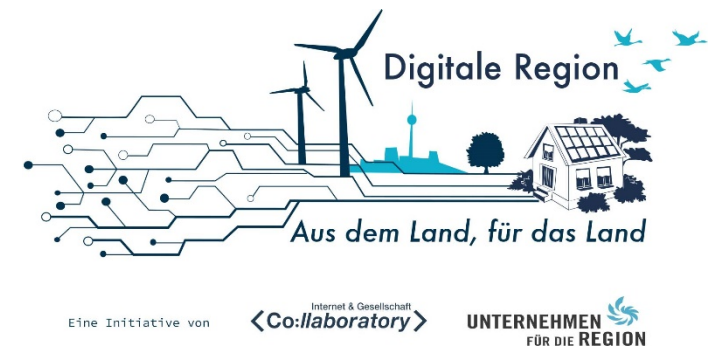 Digitale Region
Aus dem Land, für das Land
Eine Initiative von
Internet & Gesellschaft
<Co:llaboratory>
UNTERNEHMEN
FÜR DIE REGION